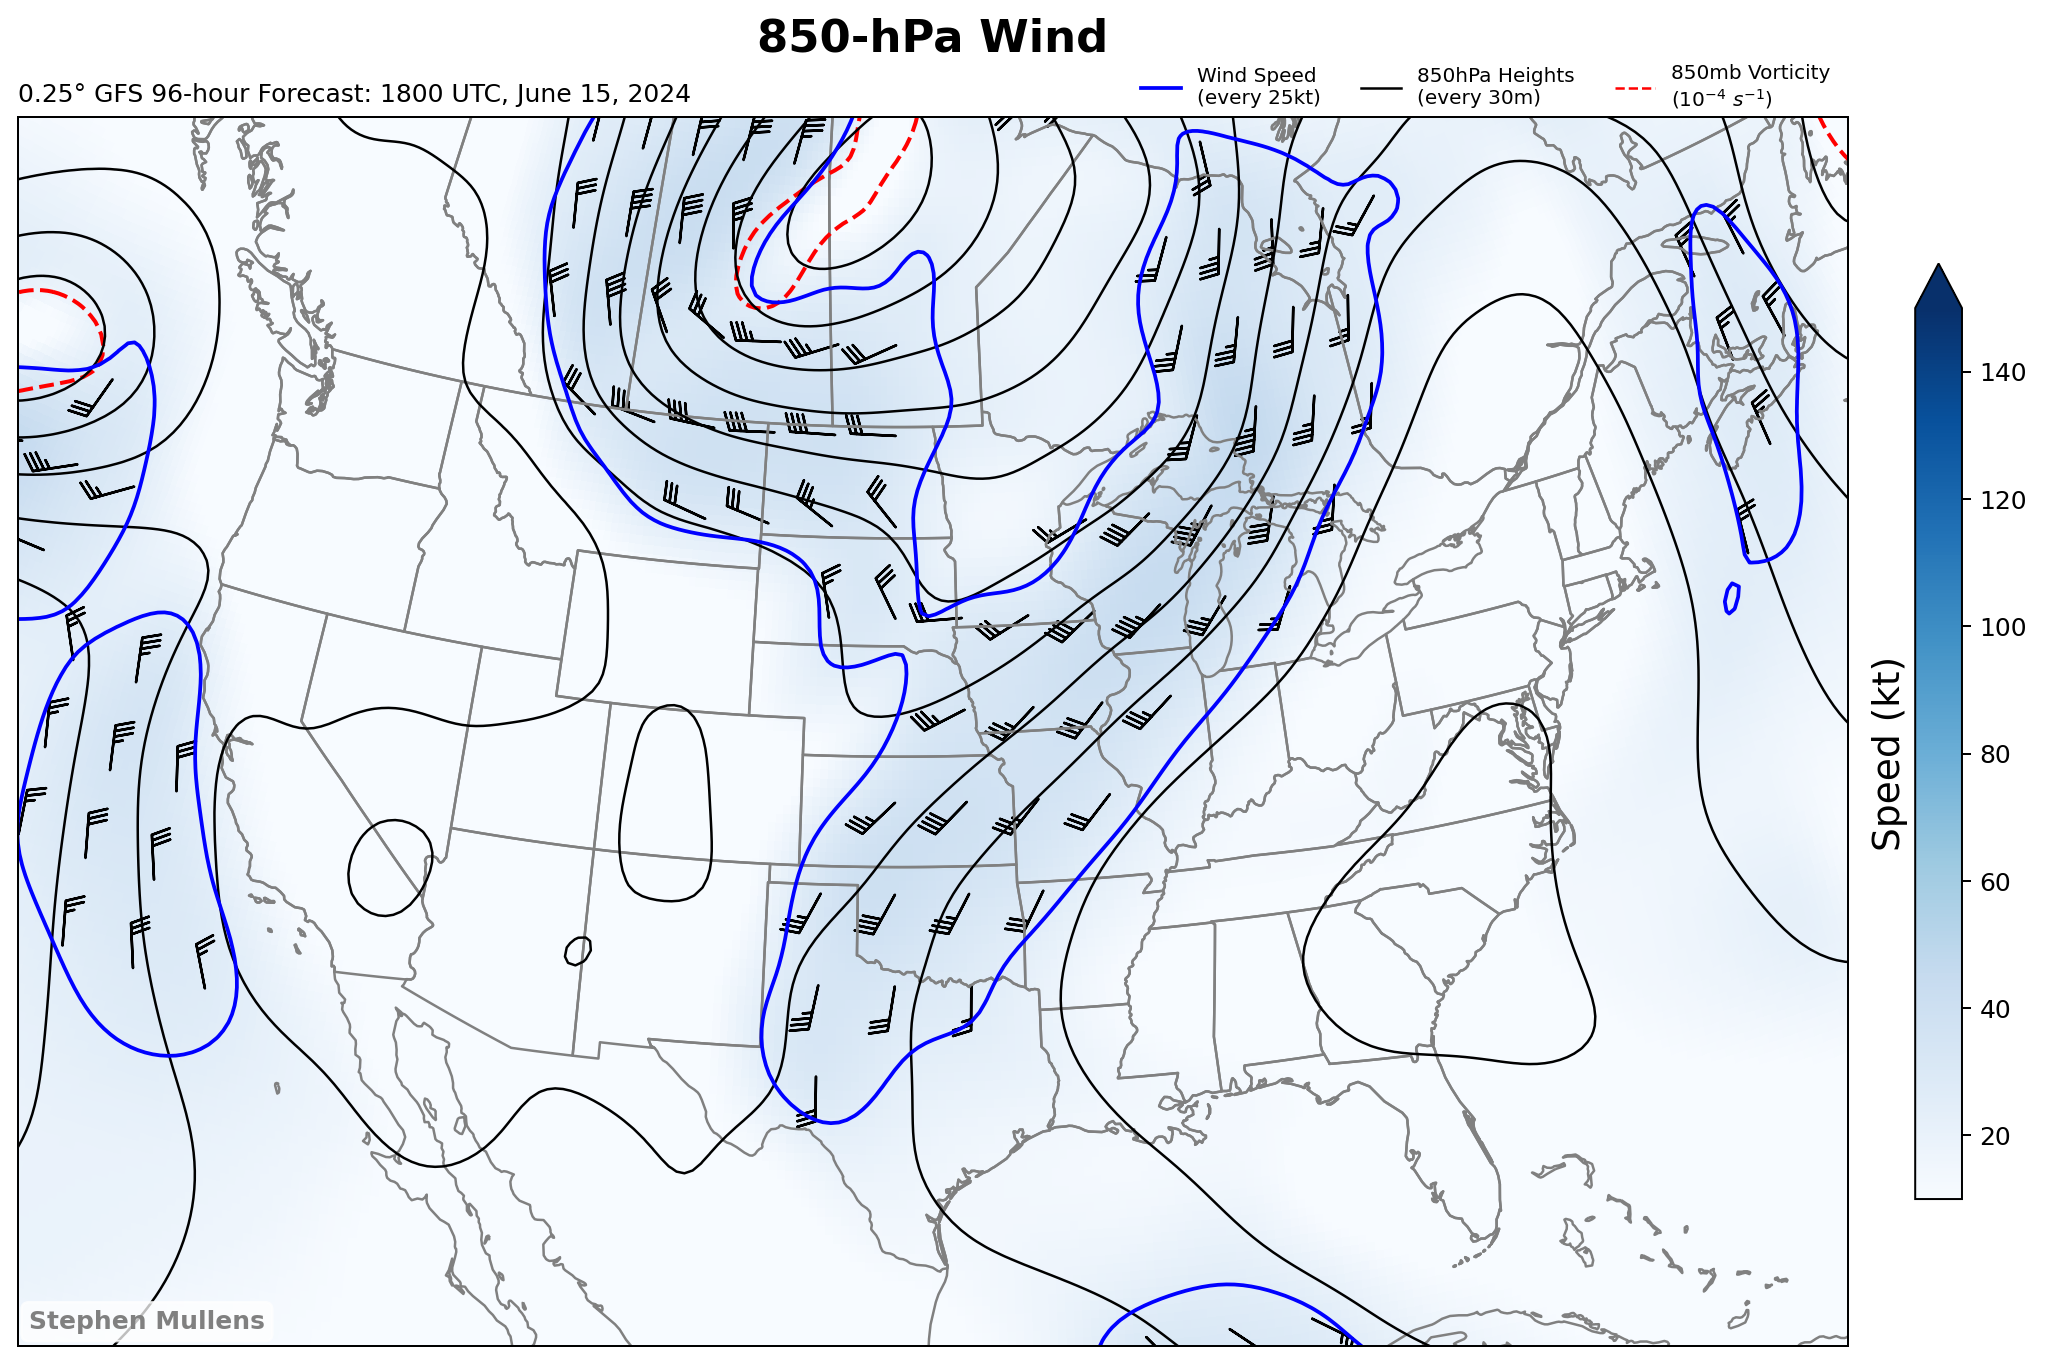 850-hPa Wind
0.25° GFS 96-hour Forecast: 1800 UTC, June 15, 2024
Wind Speed
(every 25kt)
850hPa Heights
(every 30m)
850mb Vorticity
(10⁻⁴ s⁻¹)
140
120
100
80
60
40
20
Speed (kt)
Stephen Mullens